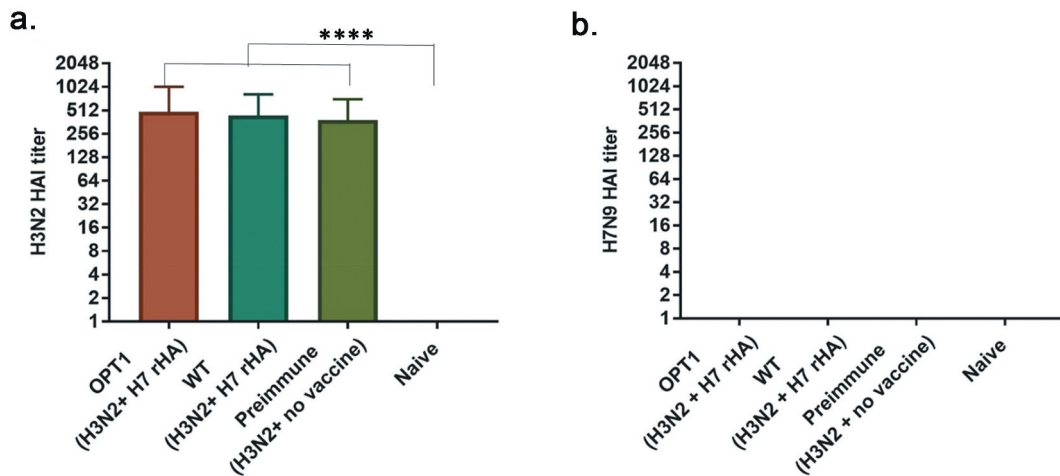 a.
****
H3N2 HAI titer
2048
1024
512
256
128
64
32
16
8
4
2
1
OPT1
(H3N2+ H7 rHA)
WT
(H3N2+ H7 rHA)
Preimmune
(H3N2+ no vaccine)
Naive
b.
H7N9 HAI titer
2048
1024
512
256
128
64
32
16
8
4
2
1
OPT1
(H3N2 + H7 rHA)
WT
(H3N2 + H7 rHA)
Preimmune
(H3N2 + no vaccine)
Naive